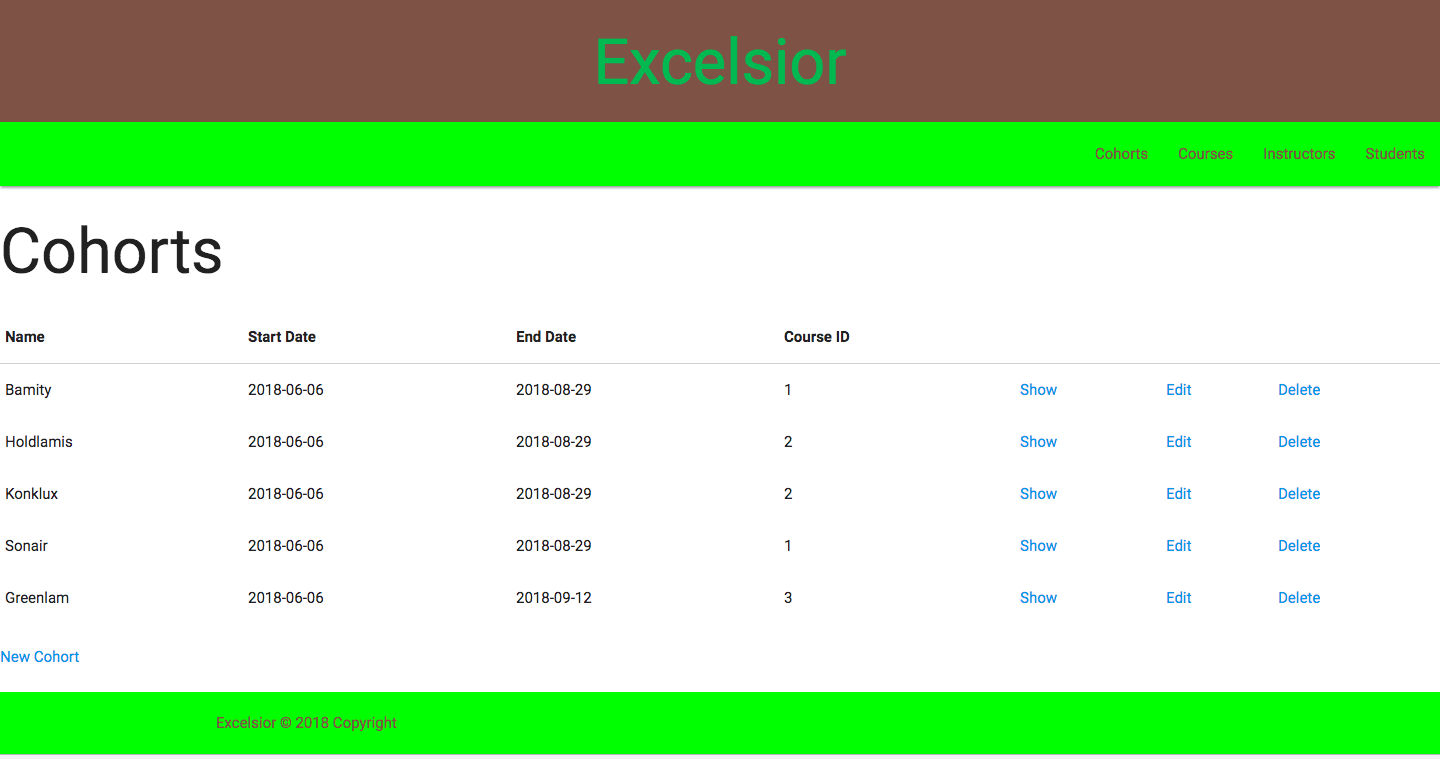 Excelsior
Cohorts Courses Instructors Students
Cohorts
Name Start Date End Date Course ID
Bamity 2018-06-06 2018-08-29 1 Show Edit Delete
Holdlamis 2018-06-06 2018-08-29 2 Show Edit Delete
Konklux 2018-06-06 2018-08-29 2 Show Edit Delete
Sonair 2018-06-06 2018-08-29 1 Show Edit Delete
Greenlam 2018-06-06 2018-09-12 3 Show Edit Delete
New Cohort
Excelsior © 2018 Copyright